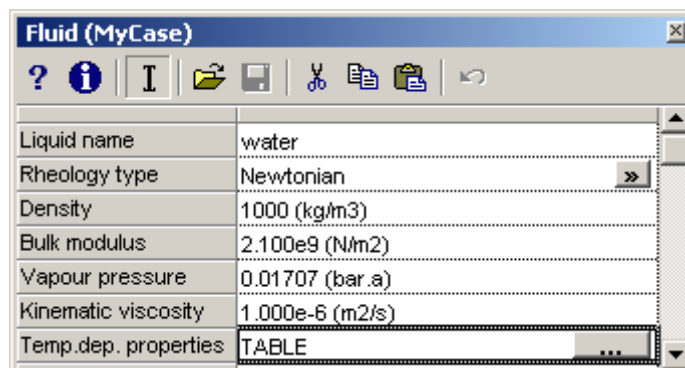 Fluid (MyCase)
? i I
Liquid name water
Rheology type Newtonian »
Density 1000 (kg/m3)
Bulk modulus 2.100e9 (N/m2)
Vapour pressure 0.01707 (bar.a)
Kinematic viscosity 1.000e-6 (m2/s)
Temp.dep. properties TABLE ...